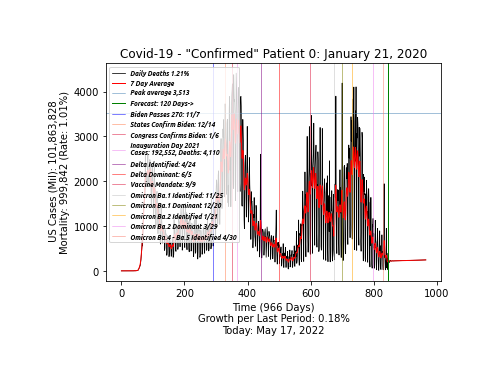 Covid-19 - "Confirmed" Patient 0: January 21, 2020
US Cases (Mil): 101,863,828
Mortality: 999,842 (Rate: 1.01%)
4000
3000
2000
1000
0
Daily Deaths 1.21%
7 Day Average
Peak average 3,513
Forecast: 120 Days->
Biden Passes 270: 11/7
States Confirm Biden: 12/14
Congress Confirms Biden: 1/6
Inauguration Day 2021
Cases: 192,552, Deaths: 4,110
Delta Identified: 4/24
Delta Dominant: 6/5
Vaccine Mandate: 9/9
Omicron Ba.1 Identified: 11/25
Omicron Ba.1 Dominant 12/20
Omicron Ba.2 Identified 1/21
Omicron Ba.2 Dominant 3/29
Omicron Ba.4 - Ba.5 Identified 4/30
0 200 400 600 800 1000
Time (966 Days)
Growth per Last Period: 0.18%
Today: May 17, 2022